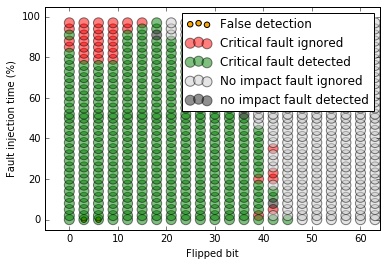 False detection
Critical fault ignored
Critical fault detected
No impact fault ignored
no impact fault detected
Fault injection time (%)
100
80
60
40
20
0
0 10 20 30 40 50 60
Flipped bit